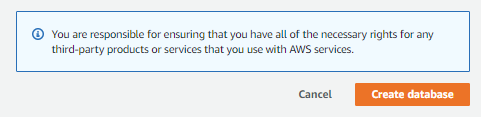 You are responsible for ensuring that you have all of the necessary rights for any
third-party products or services that you use with AWS services.
Cancel
Create database